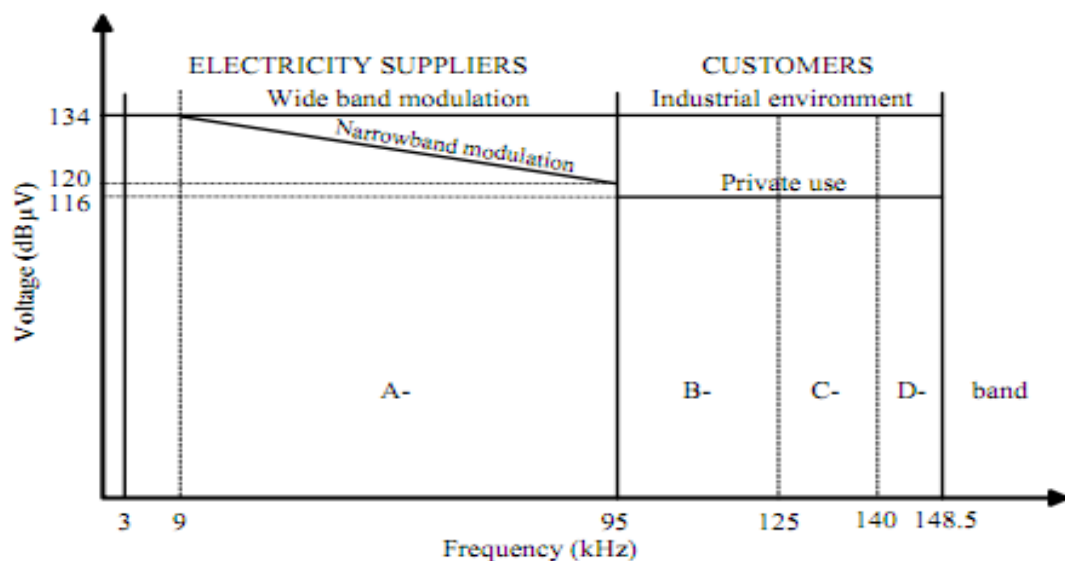 ELECTRICITY SUPPLIERS CUSTOMERS
Wide band modulation Industrial environment
134
Narrowband modulation
120
Private use
116
Voltage (dBμV)
A- B- C- D- band
3 9 95 125 140 148.5
Frequency (kHz)